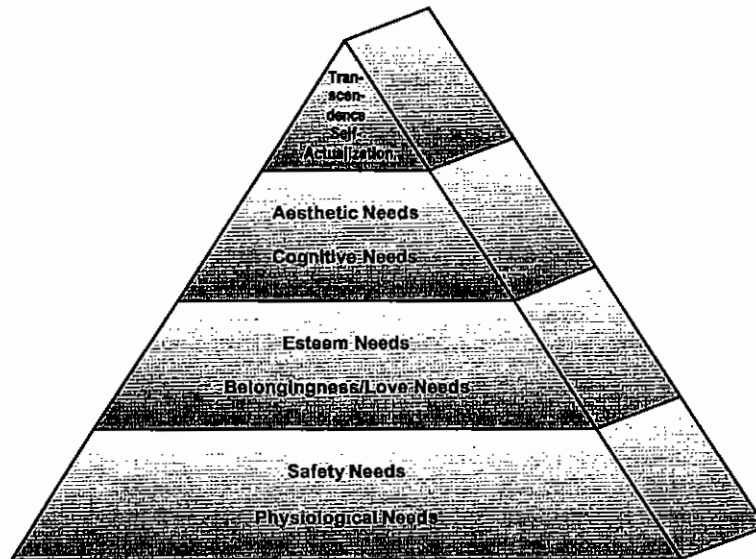 Tran-
scen-
dence
Self-
Actualization
Aesthetic Needs
Cognitive Needs
Esteem Needs
Belongingness/Love Needs
Safety Needs
Physiological Needs